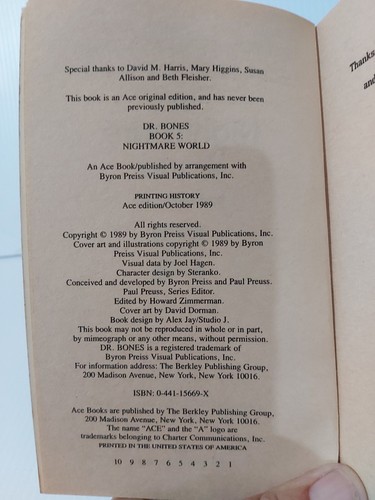 Special thanks to David M. Harris, Mary Higgins, Susan
Allison and Beth Fleisher.
This book is an Ace original edition, and has never been
previously published.
DR. BONES
BOOK 5:
NIGHTMARE WORLD
An Ace Book/published by arrangement with
Byron Preiss Visual Publications, Inc.
PRINTING HISTORY
Ace edition/October 1989
All rights reserved.
Copyright © 1989 by Byron Preiss Visual Publications, Inc.
Cover art and illustrations copyright © 1989 by Byron
Preiss Visual Publications, Inc.
Visual data by Joel Hagen.
Character design by Steranko.
Conceived and developed by Byron Preiss and Paul Preuss.
Paul Preuss, Series Editor.
Edited by Howard Zimmerman.
Cover art by David Dorman.
Book design by Alex Jay/Studio J.
This book may not be reproduced in whole or in part,
by mimeograph or any other means, without permission.
DR. BONES is a registered trademark of
Byron Preiss Visual Publications, Inc.
For information address: The Berkley Publishing Group,
200 Madison Avenue, New York, New York 10016.
ISBN: 0-441-15669-X
Ace Books are published by The Berkley Publishing Group,
200 Madison Avenue, New York, New York 10016.
The name "ACE" and the "A" logo are
trademarks belonging to Charter Communications, Inc.
PRINTED IN THE UNITED STATES OF AMERICA
10 9 8 7 6 5 4 3 2 1
Thanks
and